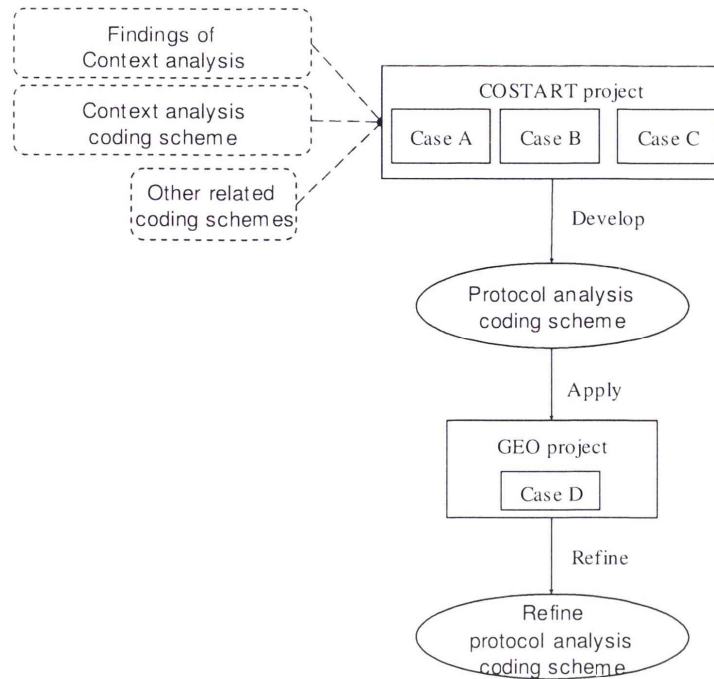 Findings of
Context analysis
Context analysis
coding scheme
Other related
coding schemes
COSTART project
Case A
Case B
Case C
Develop
Protocol analysis
coding scheme
Apply
GEO project
Case D
Refine
Refine
protocol analysis
coding scheme